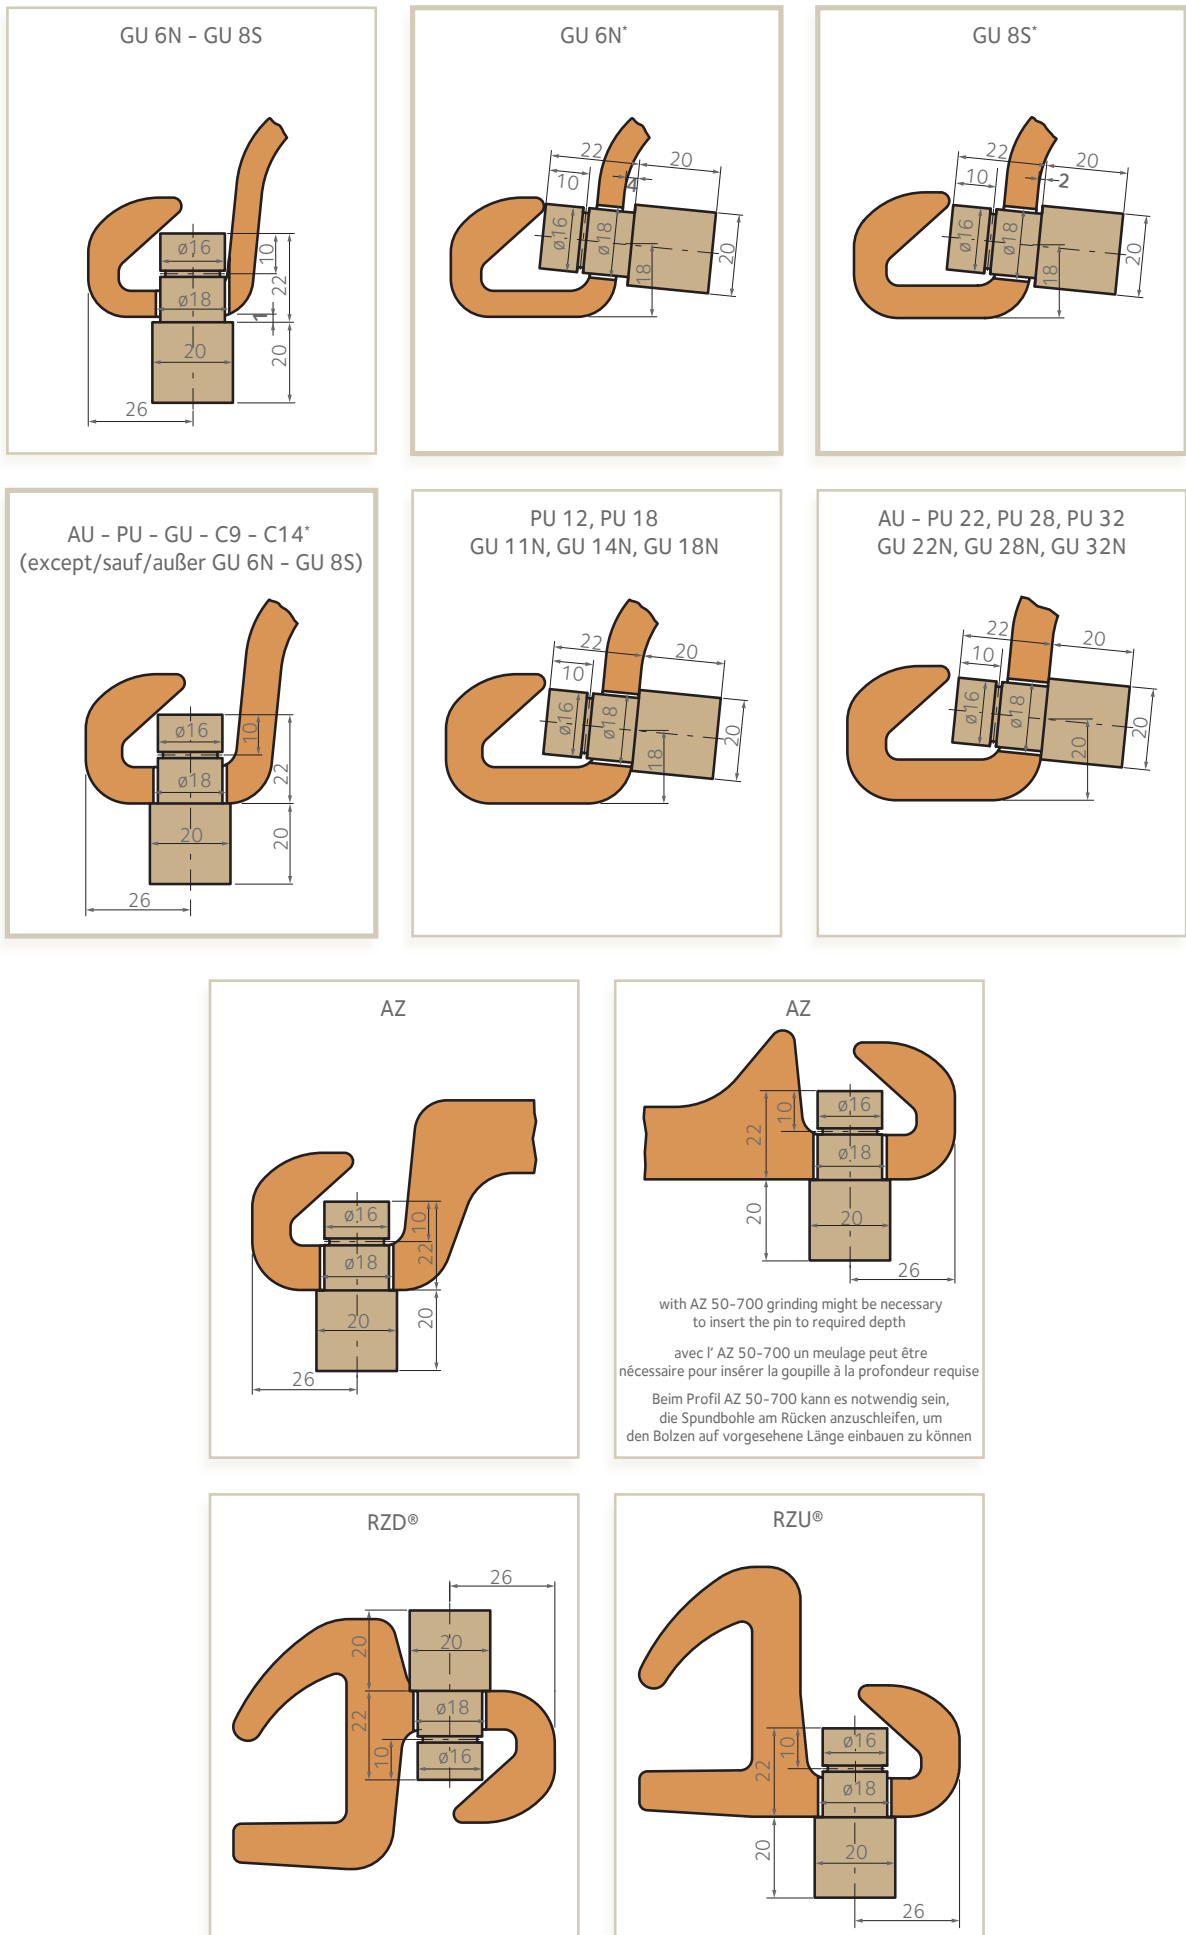 GU 6N - GU 8S
ø16
10
22
ø18
1
20
20
26
GU 6N*
22
20
10
4
ø16
ø18
18
20
GU 8S*
22
20
10
2
ø16
ø18
18
20
AU - PU - GU - C9 - C14*
(except/sauf/außer GU 6N - GU 8S)
ø16
10
22
ø18
20
20
26
PU 12, PU 18
GU 11N, GU 14N, GU 18N
22
20
10
ø16
ø18
18
20
AU - PU 22, PU 28, PU 32
GU 22N, GU 28N, GU 32N
22
20
10
ø16
ø18
20
20
AZ
ø16
10
22
ø18
20
20
26
AZ
ø16
10
22
ø18
20
20
26
with AZ 50-700 grinding might be necessary
to insert the pin to required depth
avec l' AZ 50-700 un meulage peut être
nécessaire pour insérer la goupille à la profondeur requise
Beim Profil AZ 50-700 kann es notwendig sein,
die Spundbohle am Rücken anzuschleifen, um
den Bolzen auf vorgesehene Länge einbauen zu können
RZD®
26
20
20
ø18
22
10
ø16
RZU®
ø16
10
22
ø18
20
20
26